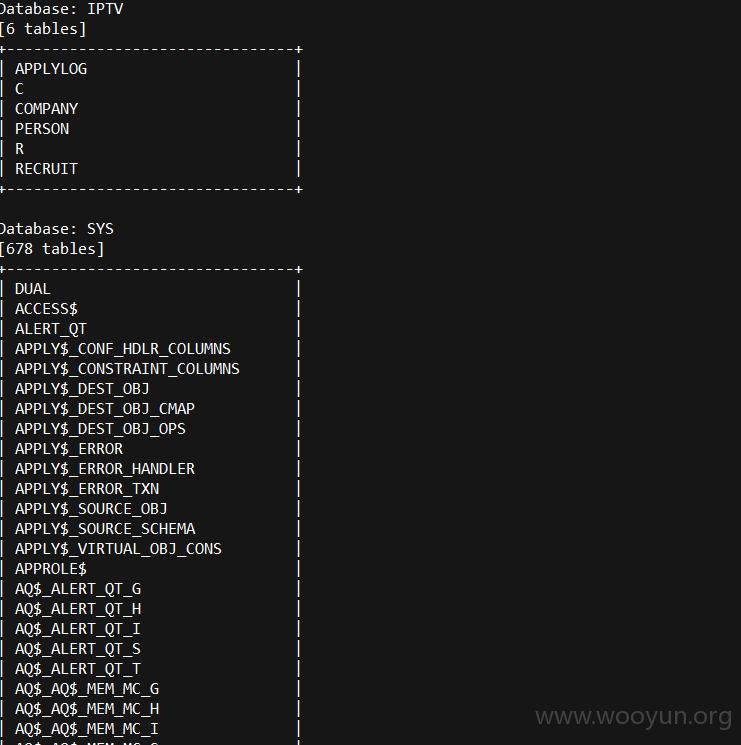 Database: IPTV
[6 tables]
+-------------------------------+
| APPLYLOG                      |
| C                             |
| COMPANY                       |
| PERSON                        |
| R                             |
| RECRUIT                       |
+-------------------------------+
Database: SYS
[678 tables]
+-------------------------------+
| DUAL                          |
| ACCESS$                       |
| ALERT_QT                      |
| APPLY$_CONF_HDLR_COLUMNS      |
| APPLY$_CONSTRAINT_COLUMNS     |
| APPLY$_DEST_OBJ               |
| APPLY$_DEST_OBJ_CMAP          |
| APPLY$_DEST_OBJ_OPS           |
| APPLY$_ERROR                  |
| APPLY$_ERROR_HANDLER          |
| APPLY$_ERROR_TXN              |
| APPLY$_SOURCE_OBJ             |
| APPLY$_SOURCE_SCHEMA          |
| APPLY$_VIRTUAL_OBJ_CONS       |
| APPROLE$                      |
| AQ$_ALERT_QT_G                |
| AQ$_ALERT_QT_H                |
| AQ$_ALERT_QT_I                |
| AQ$_ALERT_QT_S                |
| AQ$_ALERT_QT_T                |
| AQ$_AQ$_MEM_MC_G              |
| AQ$_AQ$_MEM_MC_H              |
| AQ$_AQ$_MEM_MC_I              |
www.wooyun.org